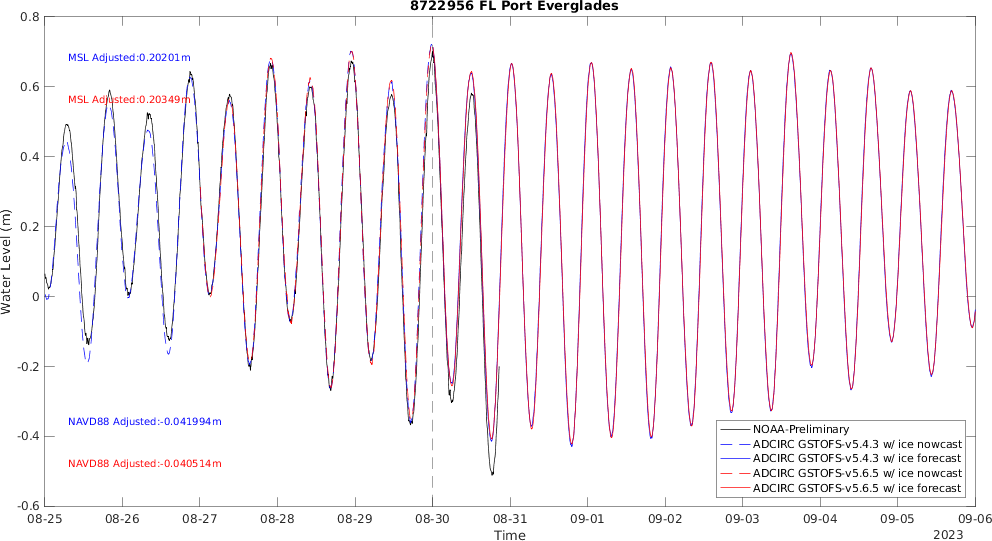 8722956 FL Port Everglades
0.8
0.6
0.4
0.2
0
-0.2
-0.4
-0.6
Water Level (m)
MSL Adjusted:0.20201m
MSL Adjusted:0.20349m
NAVD88 Adjusted:-0.041994m
NAVD88 Adjusted:-0.040514m
NOAA-Preliminary
ADCIRC GSTOFS-v5.4.3 w/ ice nowcast
ADCIRC GSTOFS-v5.4.3 w/ ice forecast
ADCIRC GSTOFS-v5.6.5 w/ ice nowcast
ADCIRC GSTOFS-v5.6.5 w/ ice forecast
08-25 08-26 08-27 08-28 08-29 08-30 08-31 09-01 09-02 09-03 09-04 09-05 09-06
Time
2023